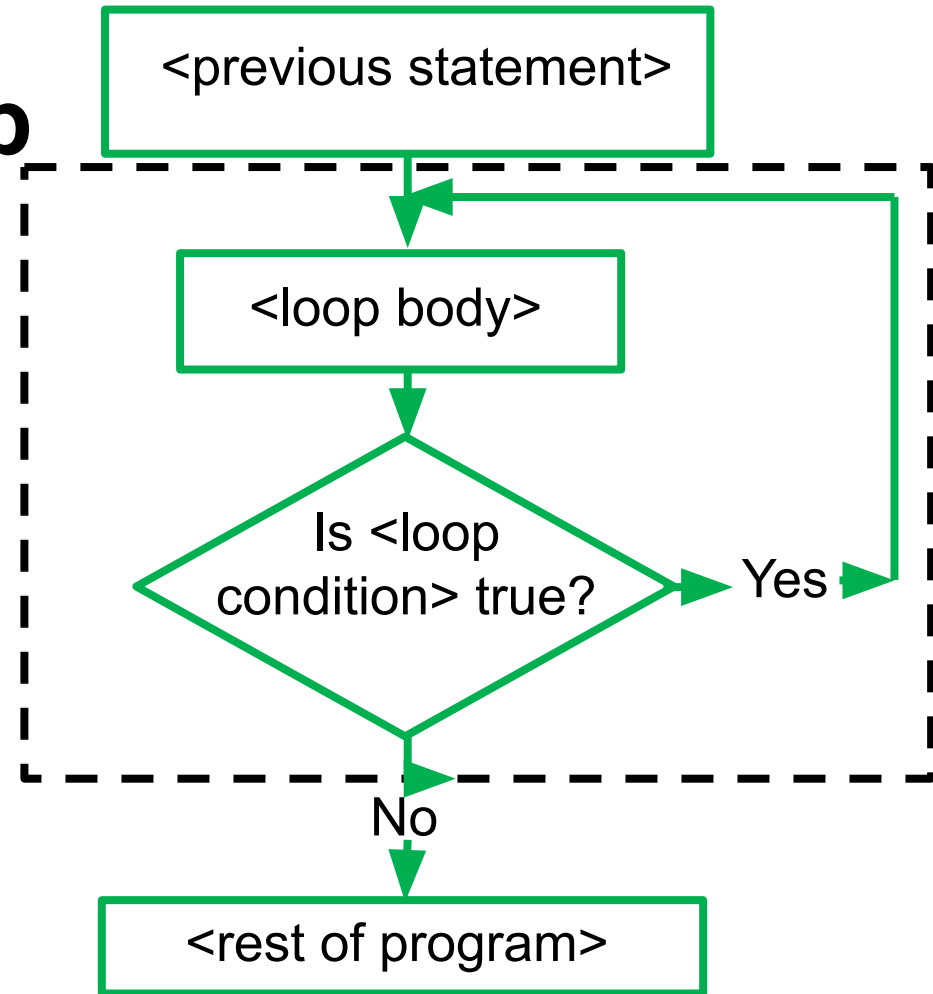 <previous statement>
p
<loop body>
Is <loop
condition> true?
Yes
No
<rest of program>